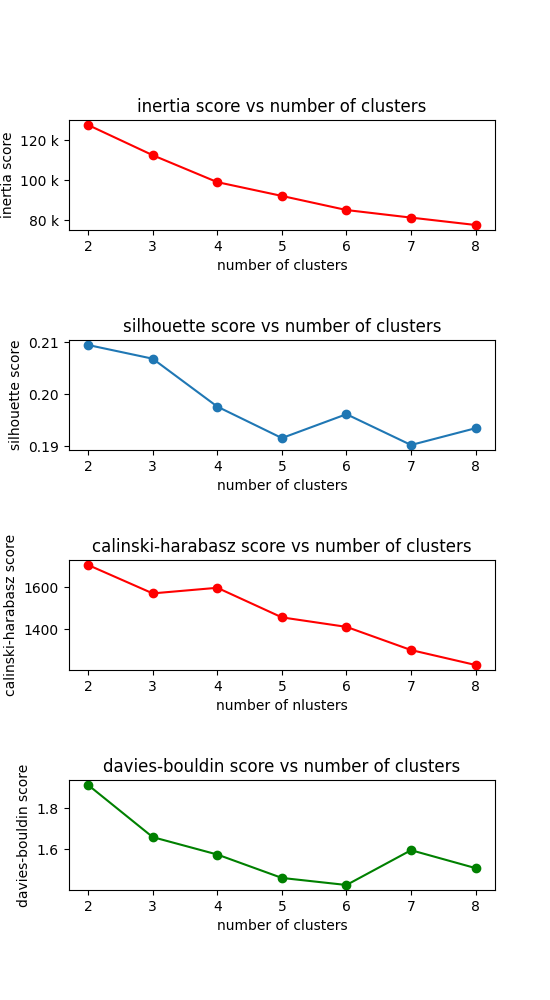 inertia score vs number of clusters
inertia score
120 k
100 k
80 k
2 3 4 5 6 7 8
number of clusters
silhouette score vs number of clusters
silhouette score
0.21
0.20
0.19
2 3 4 5 6 7 8
number of clusters
calinski-harabasz score vs number of clusters
calinski-harabasz score
1600
1400
2 3 4 5 6 7 8
number of nlusters
davies-bouldin score vs number of clusters
davies-bouldin score
1.8
1.6
2 3 4 5 6 7 8
number of clusters